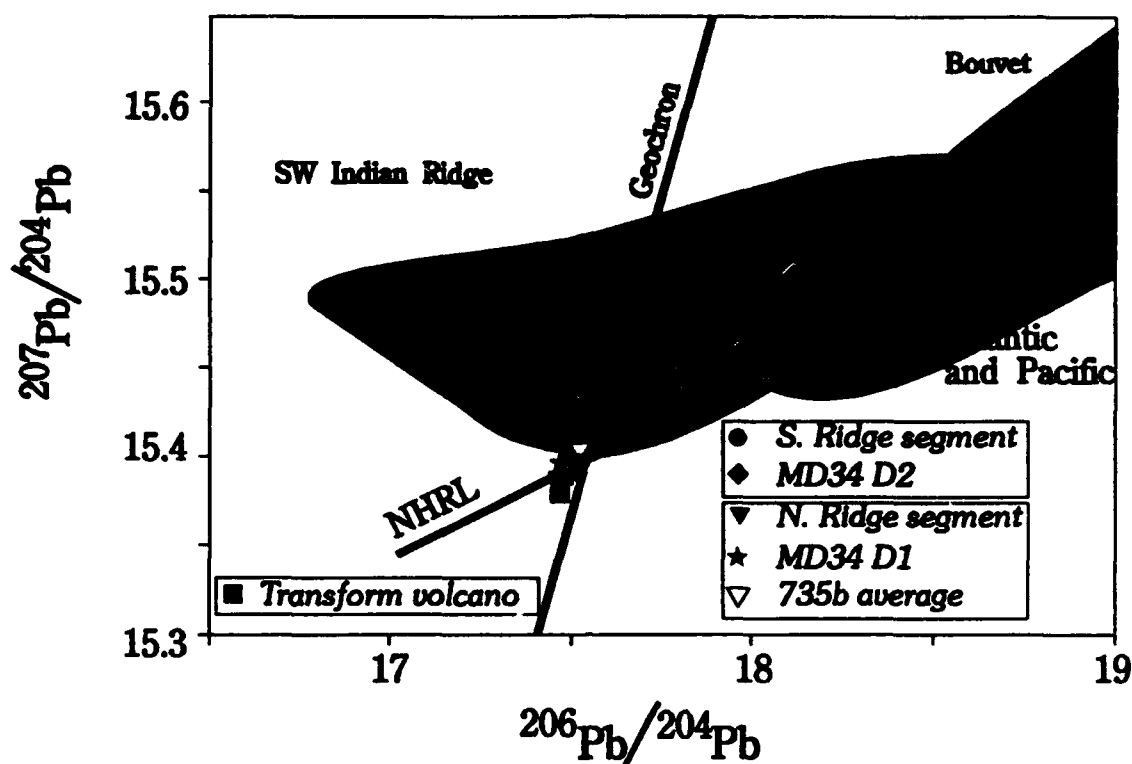 Bouvet
15.6
Geochron
SW Indian Ridge
207Pb/204Pb
15.5
and Pacific
15.4
S. Ridge segment
MD34 D2
NHRL
N. Ridge segment
MD34 D1
Transform volcano
735b average
15.3
17
18
19
206Pb/204Pb